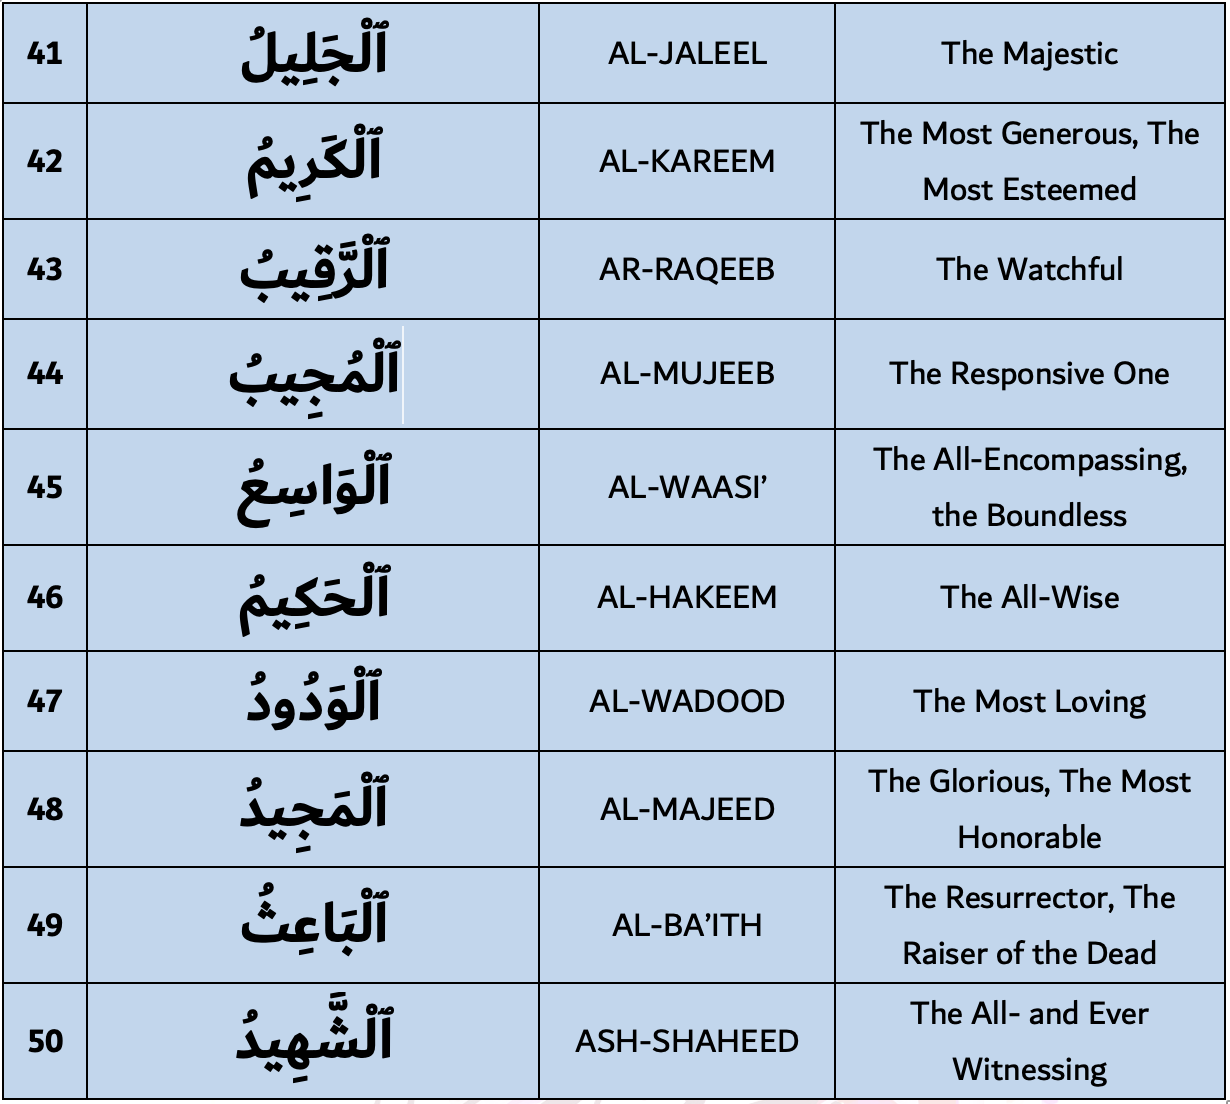 41 ٱلْجَلِيلُ AL-JALEEL The Majestic
42 ٱلْكَرِيمُ AL-KAREEM The Most Generous, The
Most Esteemed
43 ٱلْرَّقِيبُ AR-RAQEEB The Watchful
44 ٱلْمُجِيبُ AL-MUJEEB The Responsive One
45 ٱلْوَاسِعُ AL-WAASI’ The All-Encompassing,
the Boundless
46 ٱلْحَكِيمُ AL-HAKEEM The All-Wise
47 ٱلْوَدُودُ AL-WADOOD The Most Loving
48 ٱلْمَجِيدُ AL-MAJEED The Glorious, The Most
Honorable
49 ٱلْبَاعِثُ AL-BA’ITH The Resurrector, The
Raiser of the Dead
50 ٱلْشَّهِيدُ ASH-SHAHEED The All- and Ever
Witnessing